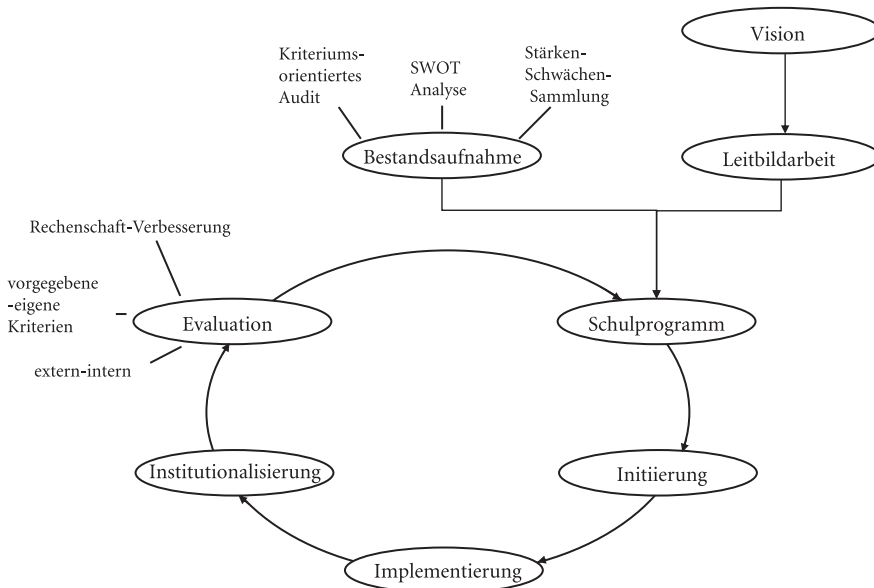 Vision
Kriteriums-
orientiertes
Audit
SWOT
Analyse
Stärken-
Schwächen-
Sammlung
Bestandsaufnahme
Leitbildarbeit
Rechenschaft-Verbesserung
vorgegebene
-eigene
Kriterien
Evaluation
Schulprogramm
extern-intern
Institutionalisierung
Initiierung
Implementierung